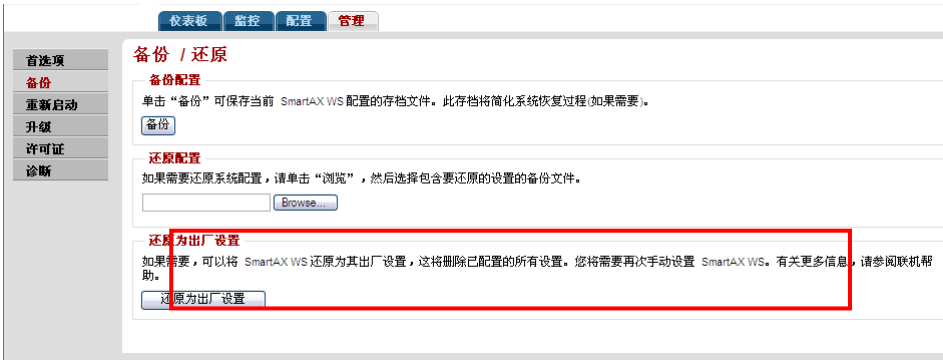 仪表板 监控 配置 管理
首选项
备份
重新启动
升级
许可证
诊断
备份 / 还原
备份配置
单击“备份”可保存当前 SmartAX WS 配置的存档文件。此存档将简化系统恢复过程(如果需要)。
备份
还原配置
如果需要还原系统配置，请单击“浏览”，然后选择包含要还原的设置的备份文件。
Browse...
还原为出厂设置
如果需要，可以将 SmartAX WS 还原为其出厂设置，这将删除已配置的所有设置。您将需要再次手动设置 SmartAX WS。有关更多信息，请参阅联机帮
助。
还原为出厂设置